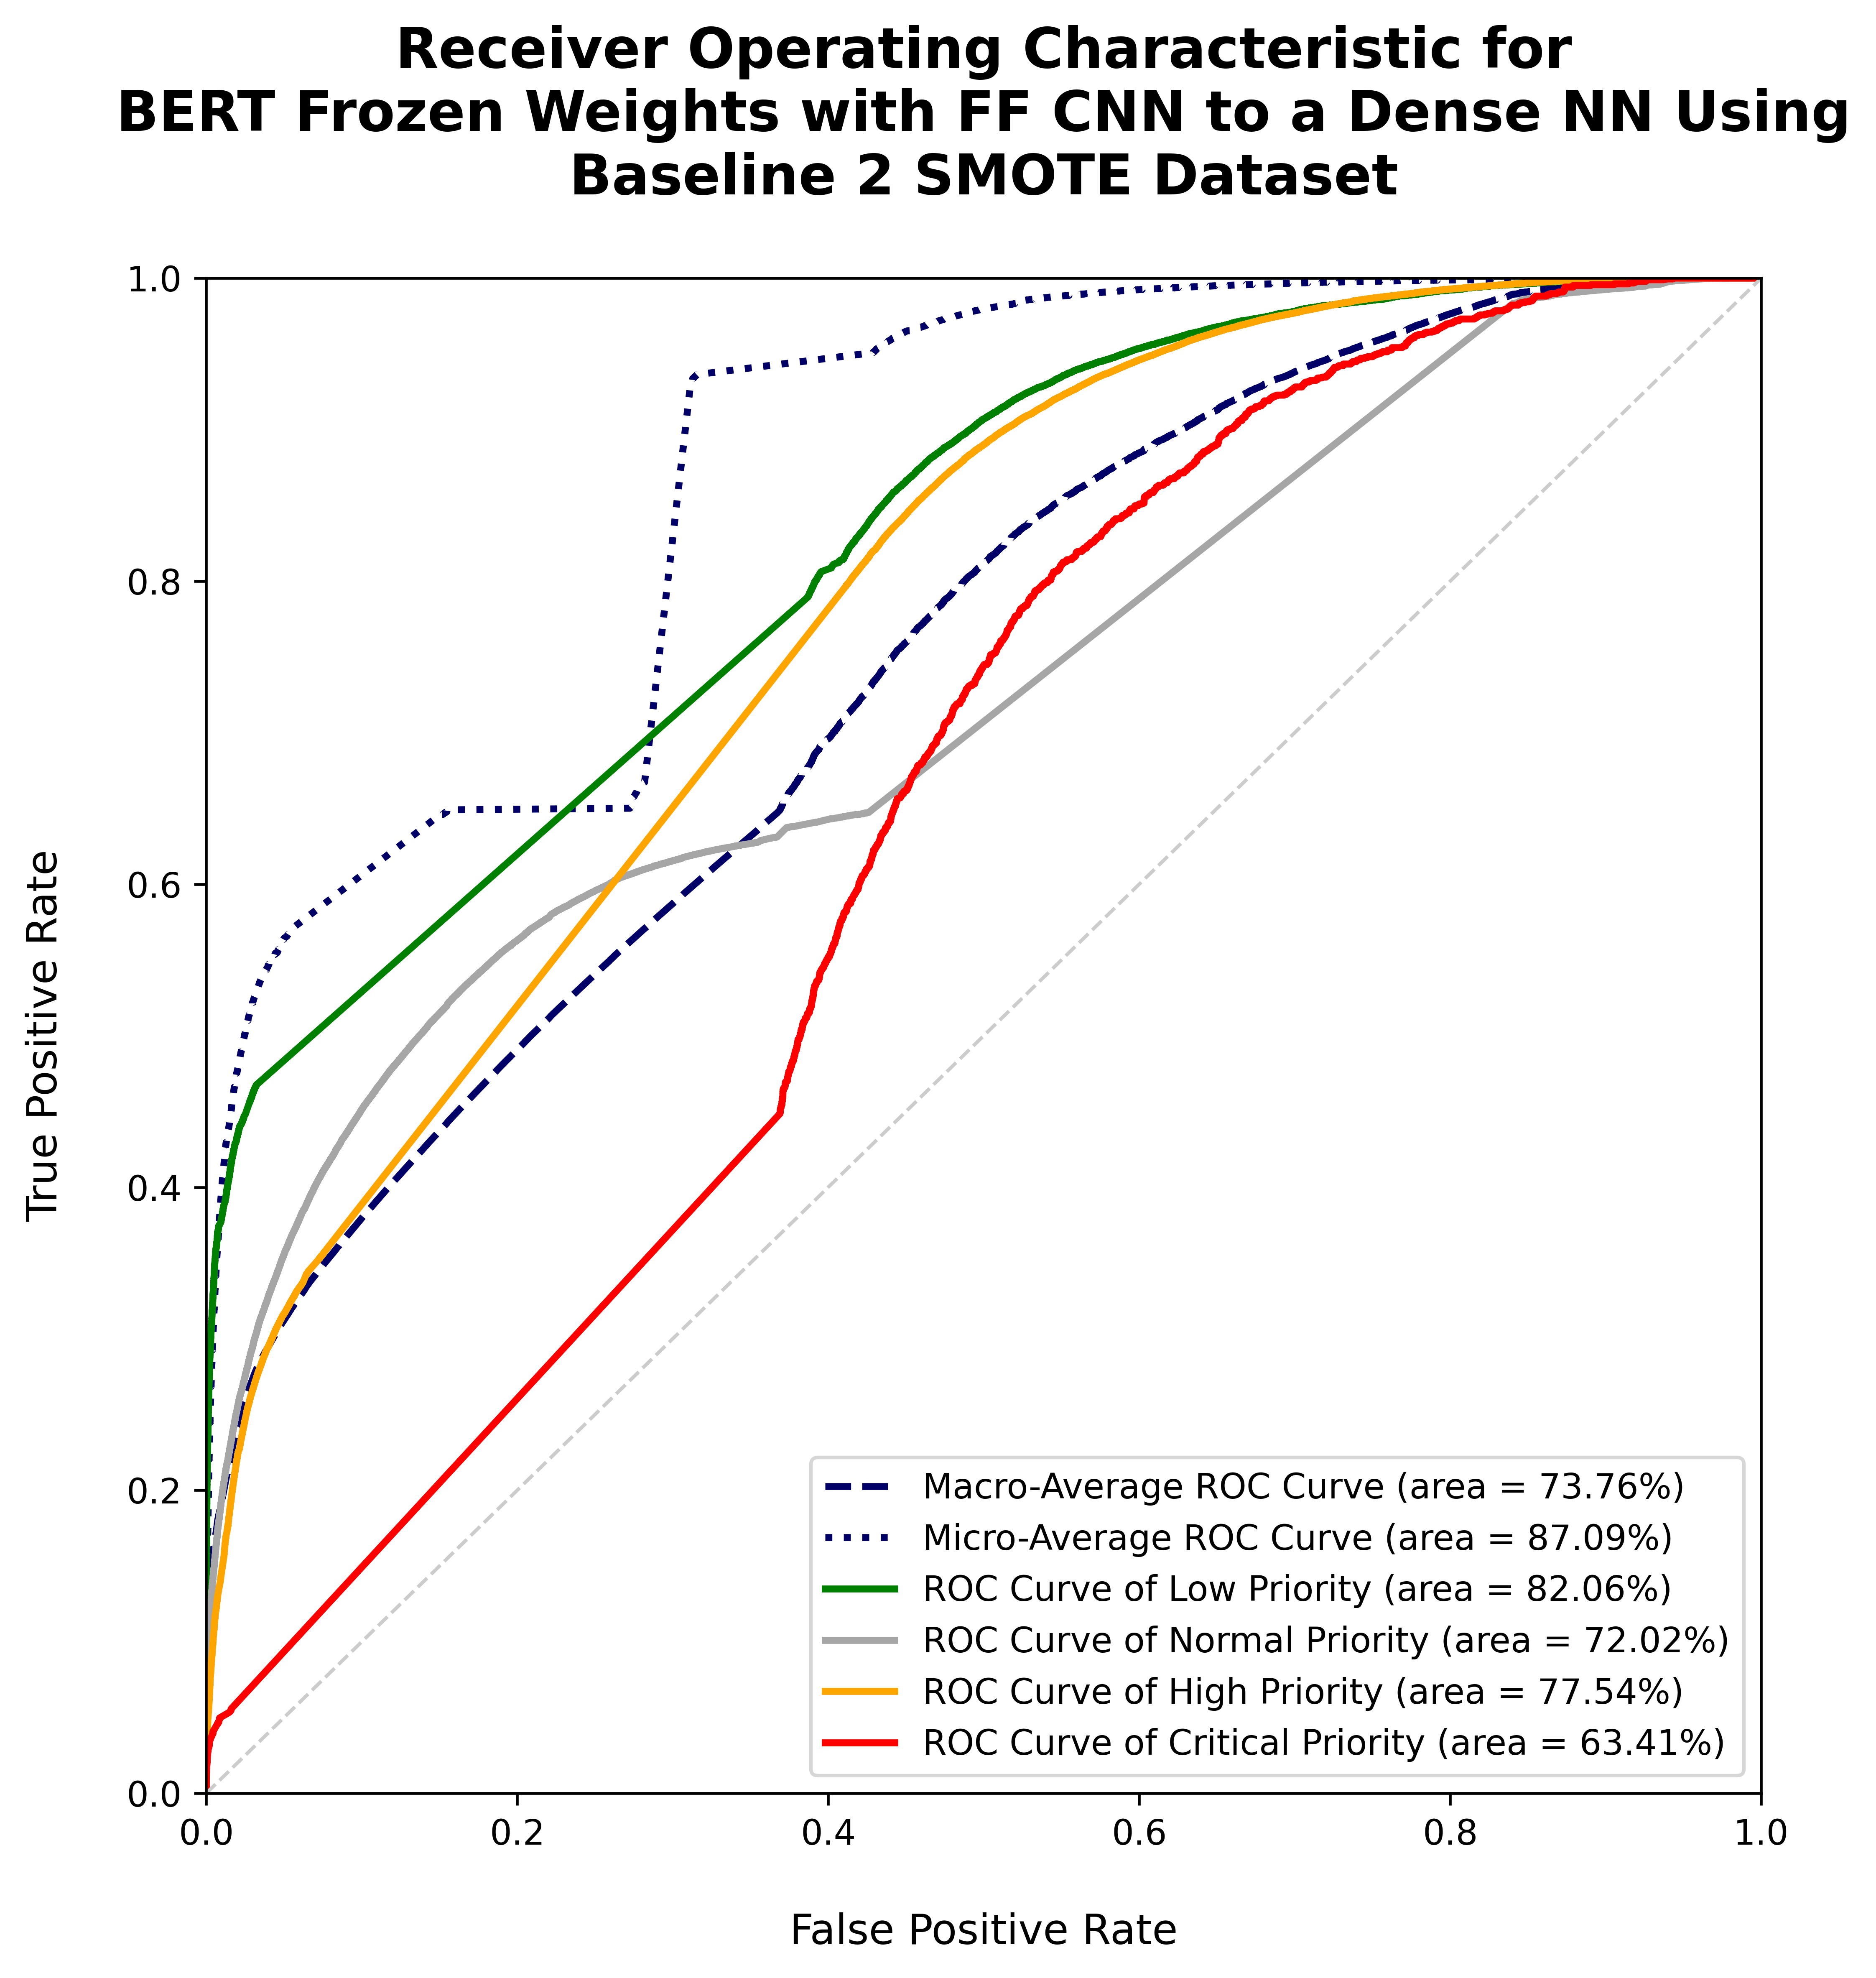 Receiver Operating Characteristic for
BERT Frozen Weights with FF CNN to a Dense NN Using
Baseline 2 SMOTE Dataset
1.0
0.8
0.6
0.4
0.2
0.0
True Positive Rate
Macro-Average ROC Curve (area = 73.76%)
Micro-Average ROC Curve (area = 87.09%)
ROC Curve of Low Priority (area = 82.06%)
ROC Curve of Normal Priority (area = 72.02%)
ROC Curve of High Priority (area = 77.54%)
ROC Curve of Critical Priority (area = 63.41%)
0.0 0.2 0.4 0.6 0.8 1.0
False Positive Rate